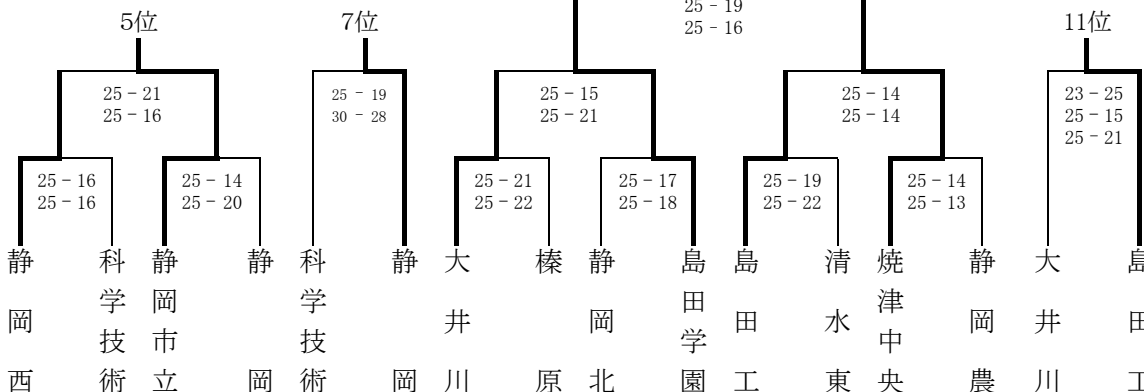 25－19
25－16
5位
7位
11位
25－21
25－16
25－19
30－28
25－15
25－21
25－14
25－14
23－25
25－15
25－21
25－16
25－16
25－14
25－20
25－21
25－22
25－17
25－18
25－19
25－22
25－14
25－13
静岡西
科学技術
静岡市立
静岡
科学技術
静岡
大井川
榛原
静岡北
島田学園
島田工
清水東
焼津中央
静岡農
大井川
島田工